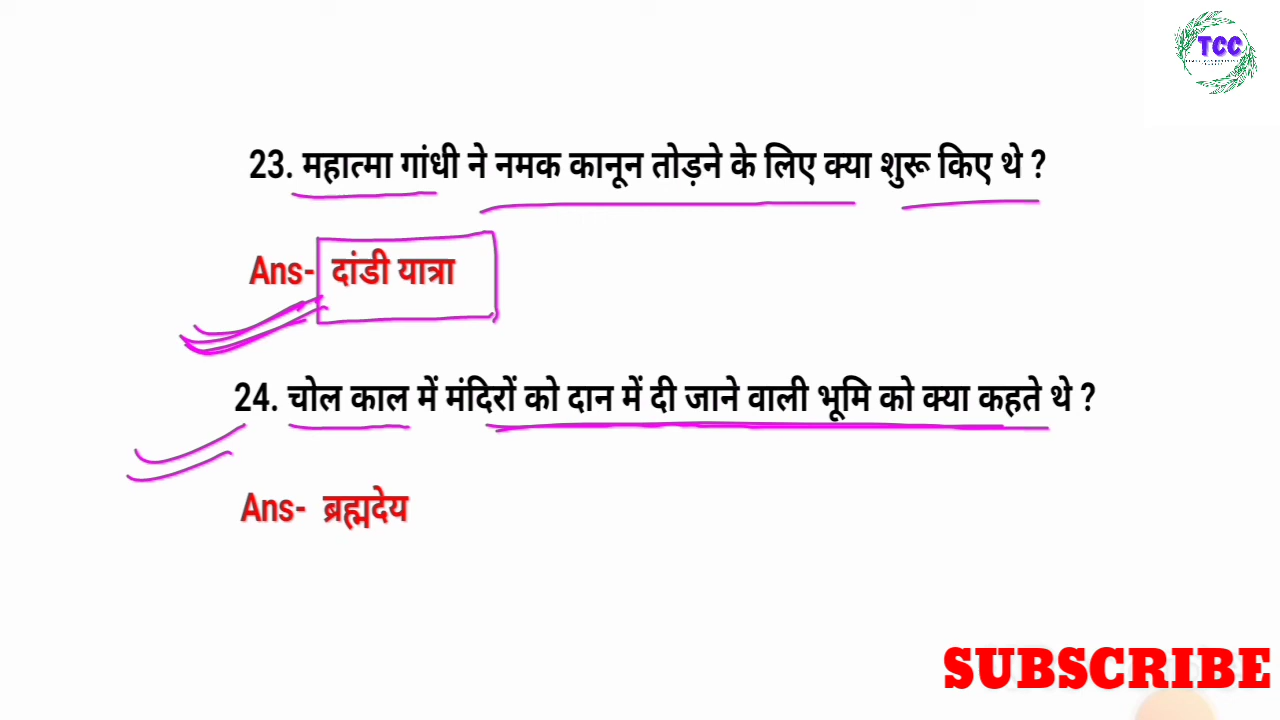 TCC
23. महात्मा गांधी ने नमक कानून तोड़ने के लिए क्या शुरू किए थे ?
Ans- दांडी यात्रा
24. चोल काल में मंदिरों को दान में दी जाने वाली भूमि को क्या कहते थे ?
Ans- ब्रह्मदेय
SUBSCRIBE